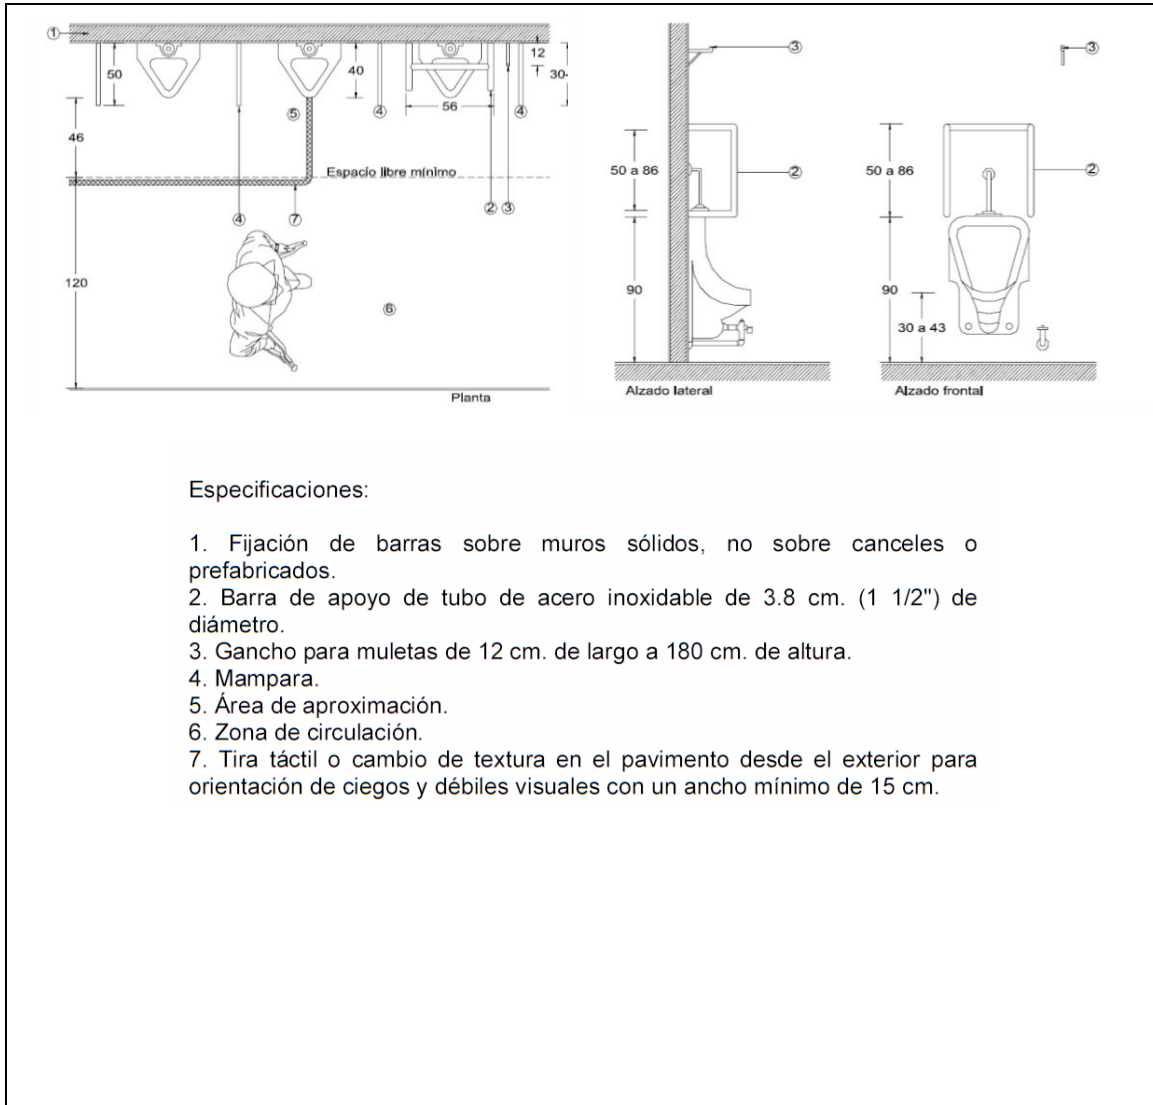 1
50
40
12
30-
56
5
4
4
46
Espacio libre mínimo
4
7
2
3
120
6
Planta
3
50 a 86
2
90
Alzado lateral
3
50 a 86
2
90
30 a 43
Alzado frontal
Especificaciones:
1. Fijación de barras sobre muros sólidos, no sobre canceles o
prefabricados.
2. Barra de apoyo de tubo de acero inoxidable de 3.8 cm. (1 1/2") de
diámetro.
3. Gancho para muletas de 12 cm. de largo a 180 cm. de altura.
4. Mampara.
5. Área de aproximación.
6. Zona de circulación.
7. Tira táctil o cambio de textura en el pavimento desde el exterior para
orientación de ciegos y débiles visuales con un ancho mínimo de 15 cm.